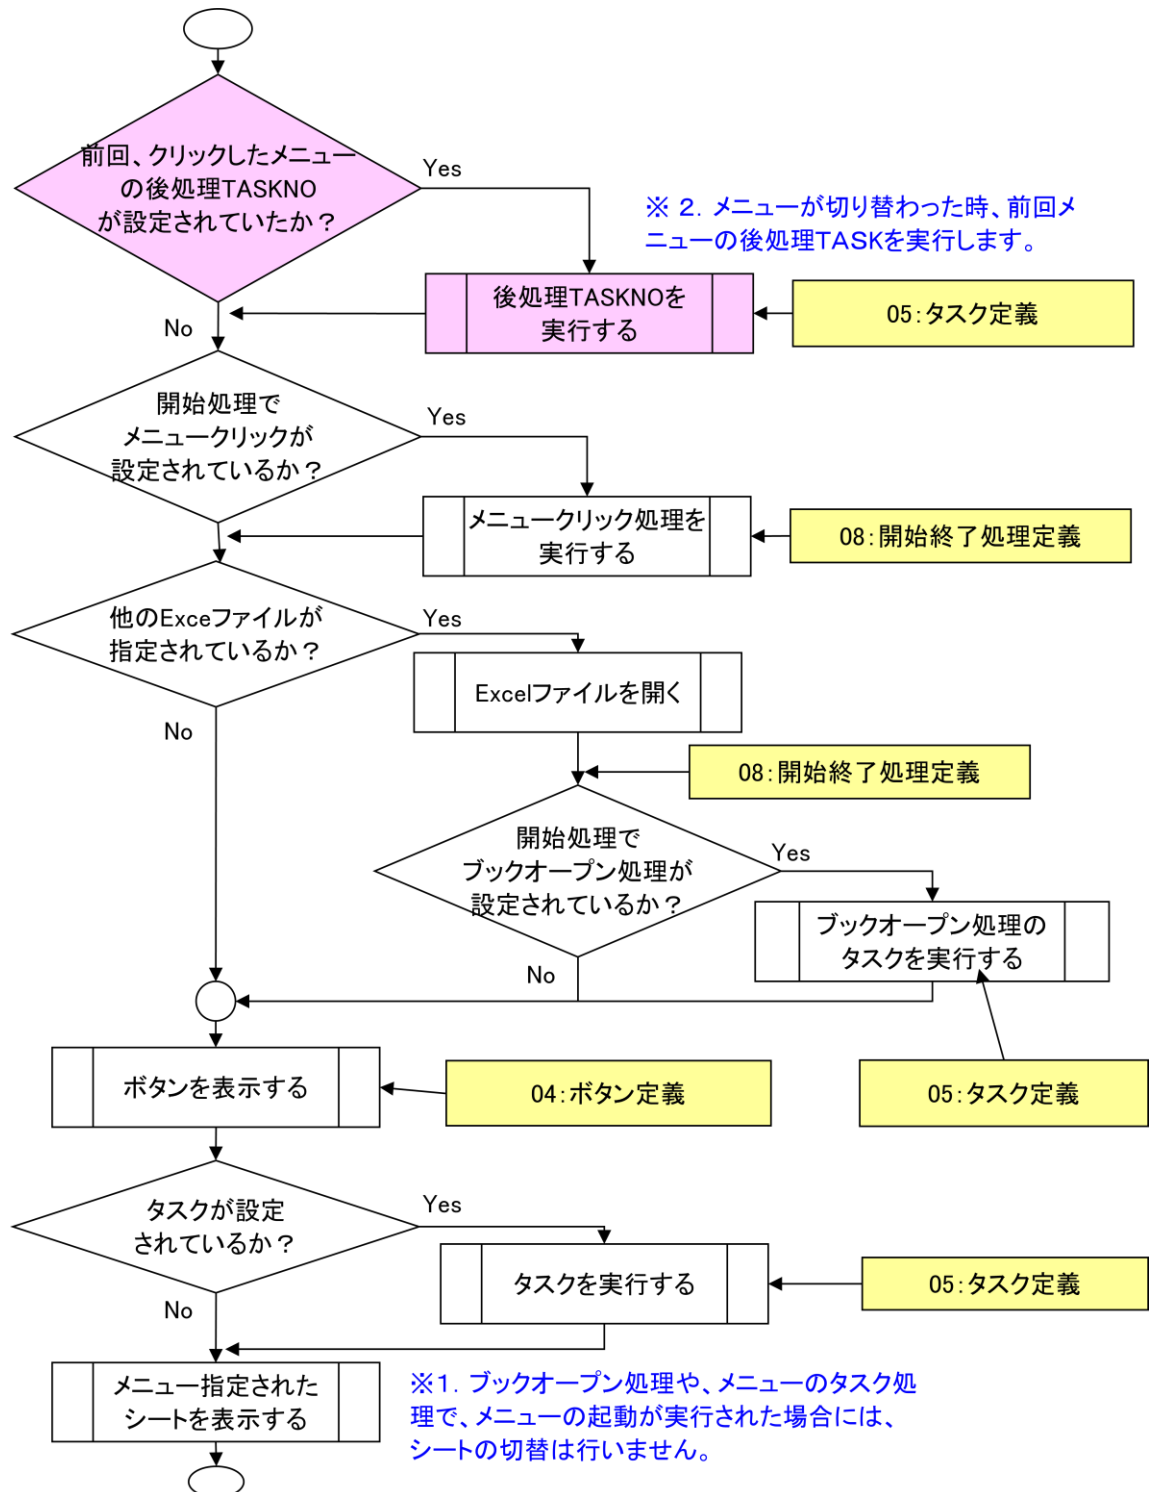 前回、クリックしたメニュー
の後処理TASKNO
が設定されていたか？
Yes
※ ２．メニューが切り替わった時、前回メ
ニューの後処理TASKを実行します。
後処理TASKNOを
実行する
05：タスク定義
No
開始処理で
メニュークリックが
設定されているか？
Yes
メニュークリック処理を
実行する
08：開始終了処理定義
他のExceファイルが
指定されているか？
Yes
Excelファイルを開く
No
08：開始終了処理定義
開始処理で
ブックオープン処理が
設定されているか？
Yes
ブックオープン処理の
タスクを実行する
No
ボタンを表示する
04：ボタン定義
05：タスク定義
タスクが設定
されているか？
Yes
タスクを実行する
05：タスク定義
No
メニュー指定された
シートを表示する
※１．ブックオープン処理や、メニューのタスク処
理で、メニューの起動が実行された場合には、
シートの切替は行いません。